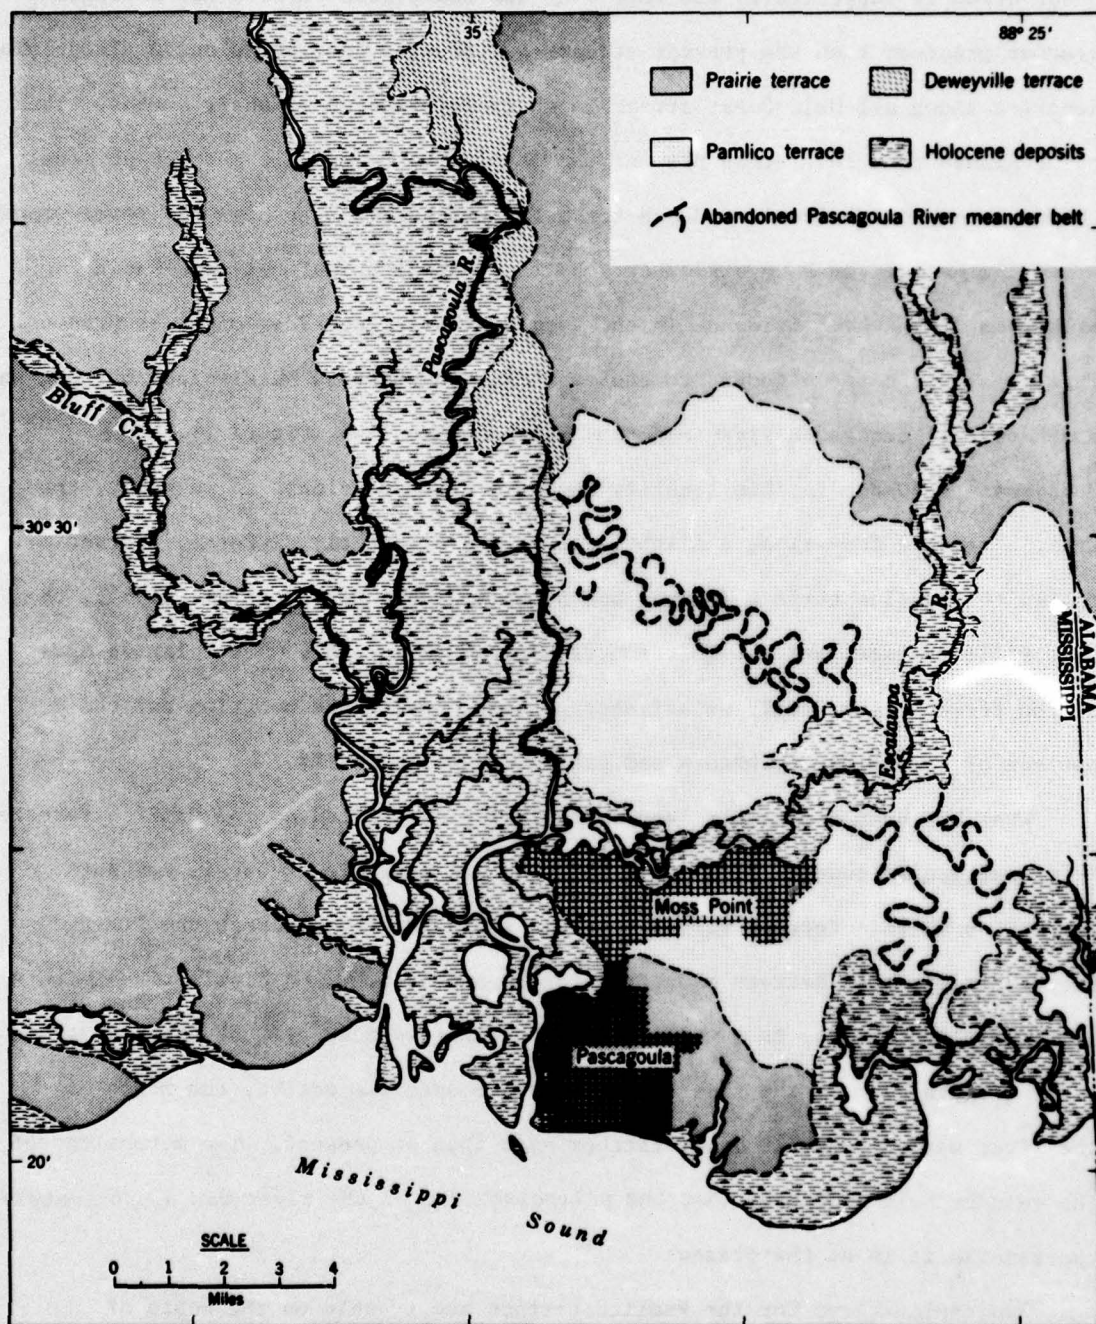 35'
88° 25'
Prairie terrace
Deweyville terrace
Pamlico terrace
Holocene deposits
Abandoned Pascagoula River meander belt
Pascagoula R.
Bluff Cr.
30° 30'
Escatawpa R.
ALABAMA
MISSISSIPPI
Moss Point
Pascagoula
20'
Mississippi Sound
SCALE
0 1 2 3 4
Miles